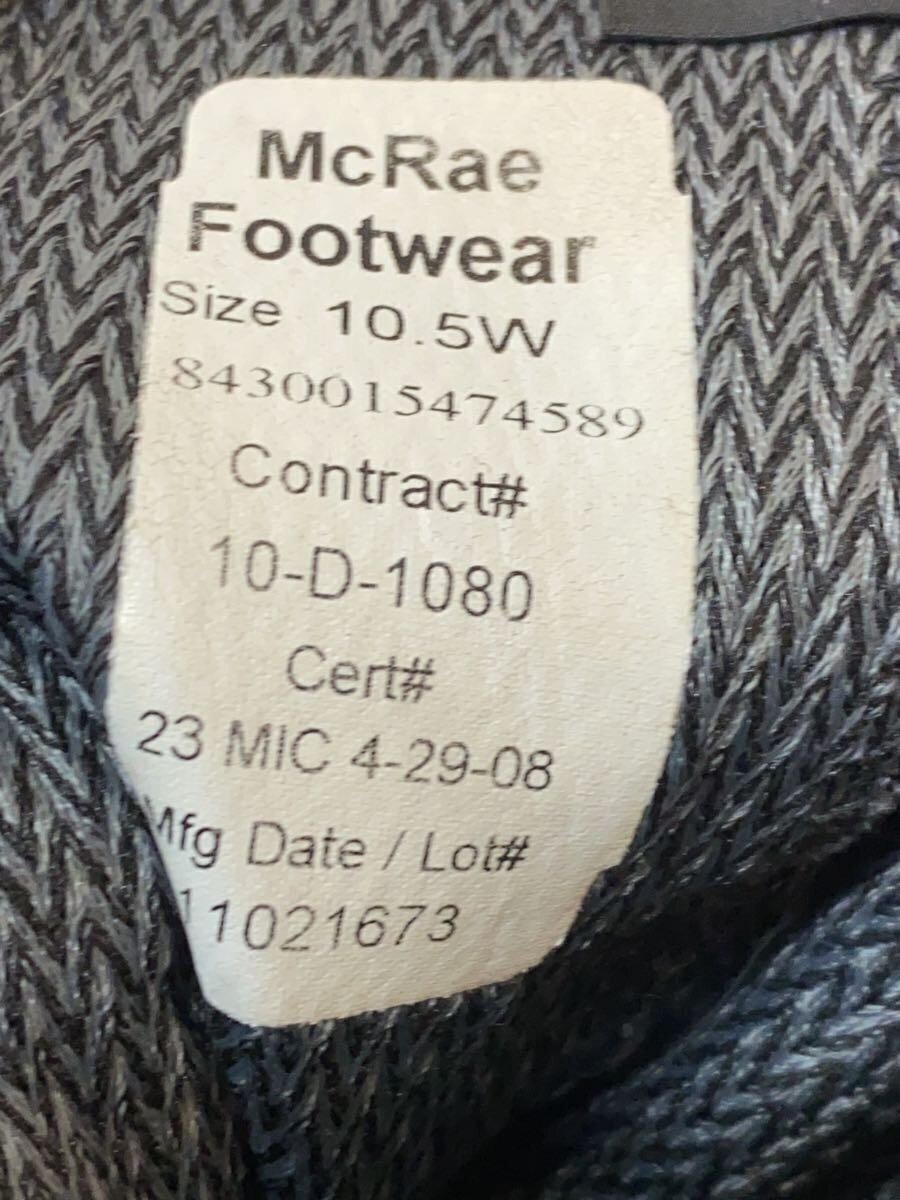 McRae
Footwear
Size 10.5W
8430015474589
Contract#
10-D-1080
Cert#
23 MIC 4-29-08
Mfg Date / Lot#
11021673